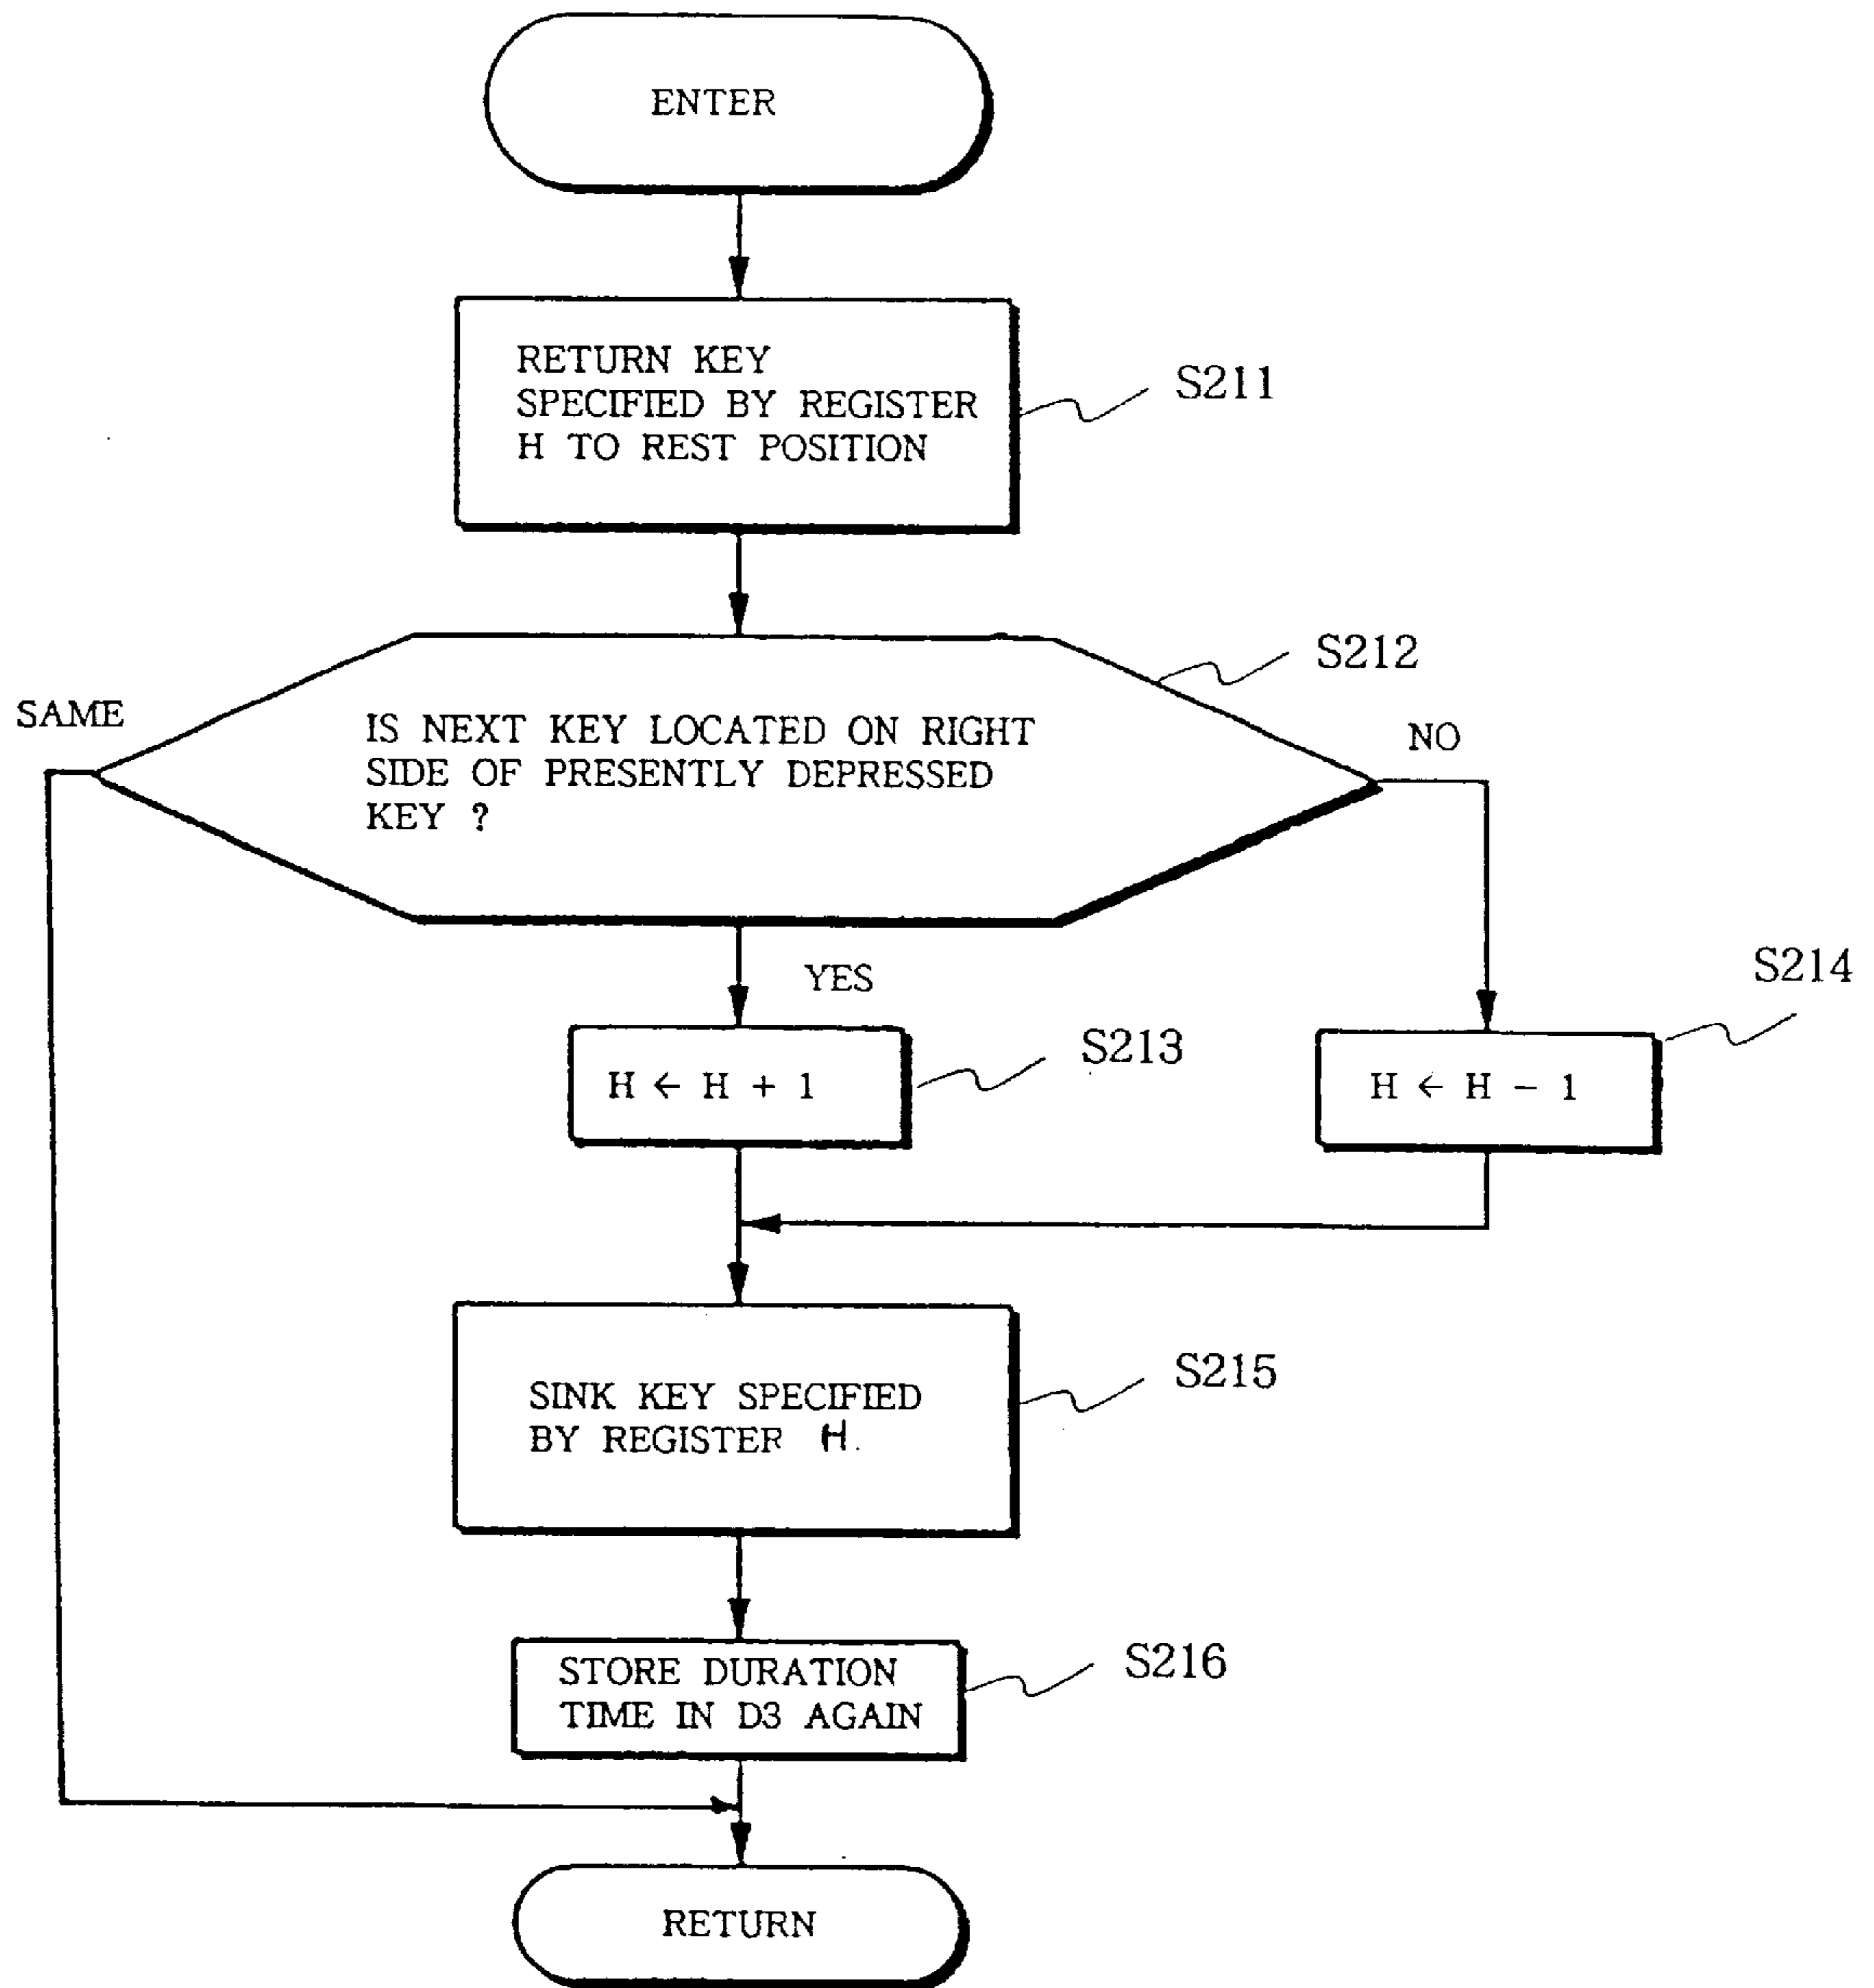 ENTER
RETURN KEY
SPECIFIED BY REGISTER
H TO REST POSITION
S211
S212
SAME
IS NEXT KEY LOCATED ON RIGHT
SIDE OF PRESENTLY DEPRESSED
KEY ?
NO
YES
S213
H ← H + 1
S214
H ← H - 1
SINK KEY SPECIFIED
BY REGISTER H.
S215
STORE DURATION
TIME IN D3 AGAIN
S216
RETURN